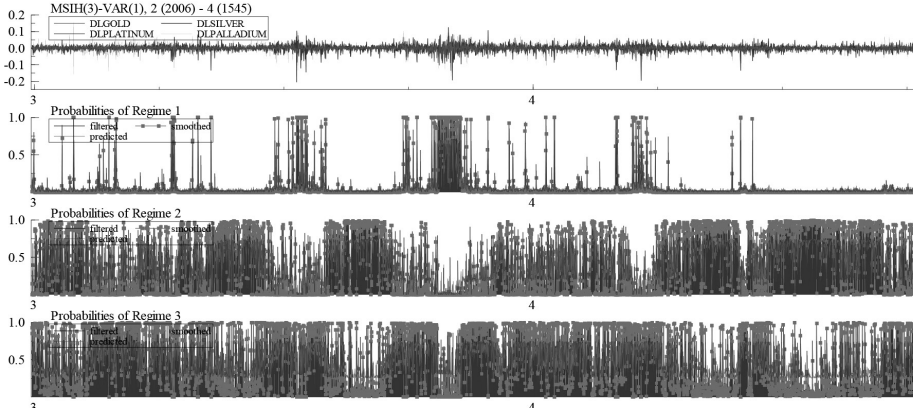 MSIH(3)-VAR(1), 2 (2006) - 4 (1545)
0.2
DLGOLD DLSILVER
DLPLATINUM DLPALLADIUM
0.1
0.0
-0.1
-0.2
3 4
Probabilities of Regime 1
1.0
filtered smoothed
predicted
0.5
3 4
Probabilities of Regime 2
1.0
filtered smoothed
predicted
0.5
3 4
Probabilities of Regime 3
1.0
filtered smoothed
predicted
0.5
3 4